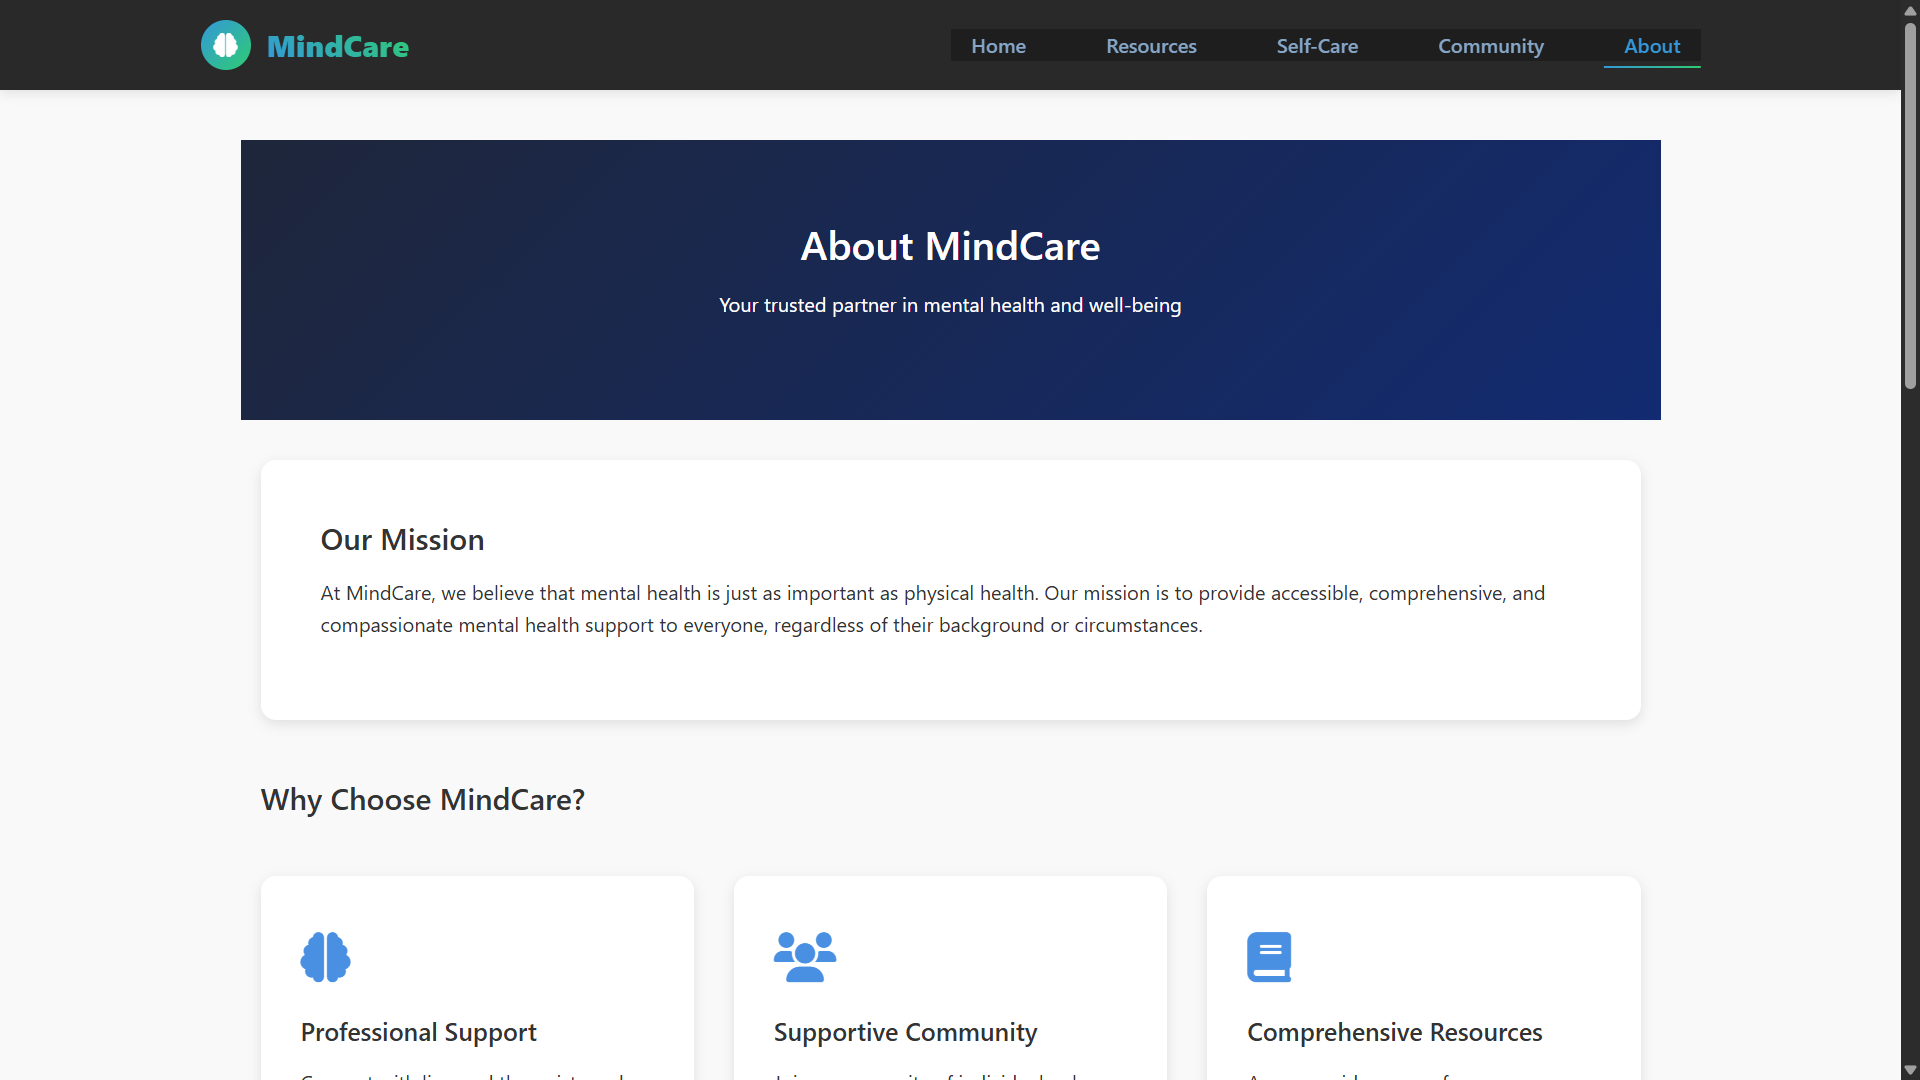 MindCare
Home
Resources
Self-Care
Community
About
About MindCare
Your trusted partner in mental health and well-being
Our Mission
At MindCare, we believe that mental health is just as important as physical health. Our mission is to provide accessible, comprehensive, and
compassionate mental health support to everyone, regardless of their background or circumstances.
Why Choose MindCare?
Professional Support
Supportive Community
Comprehensive Resources